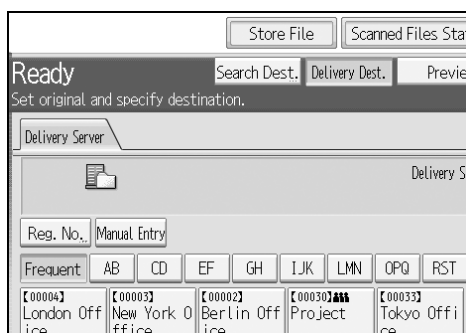 Store File Scanned Files Sta
Ready Search Dest. Delivery Dest. Previe
Set original and specify destination.
Delivery Server
Delivery S
Reg. No. Manual Entry
Frequent AB CD EF GH IJK LMN OPQ RST
【00004】 【00003】 【00002】 【00030】 【00033】
London Off New York O Berlin Off Project Tokyo Offi
ice ffice ice ce